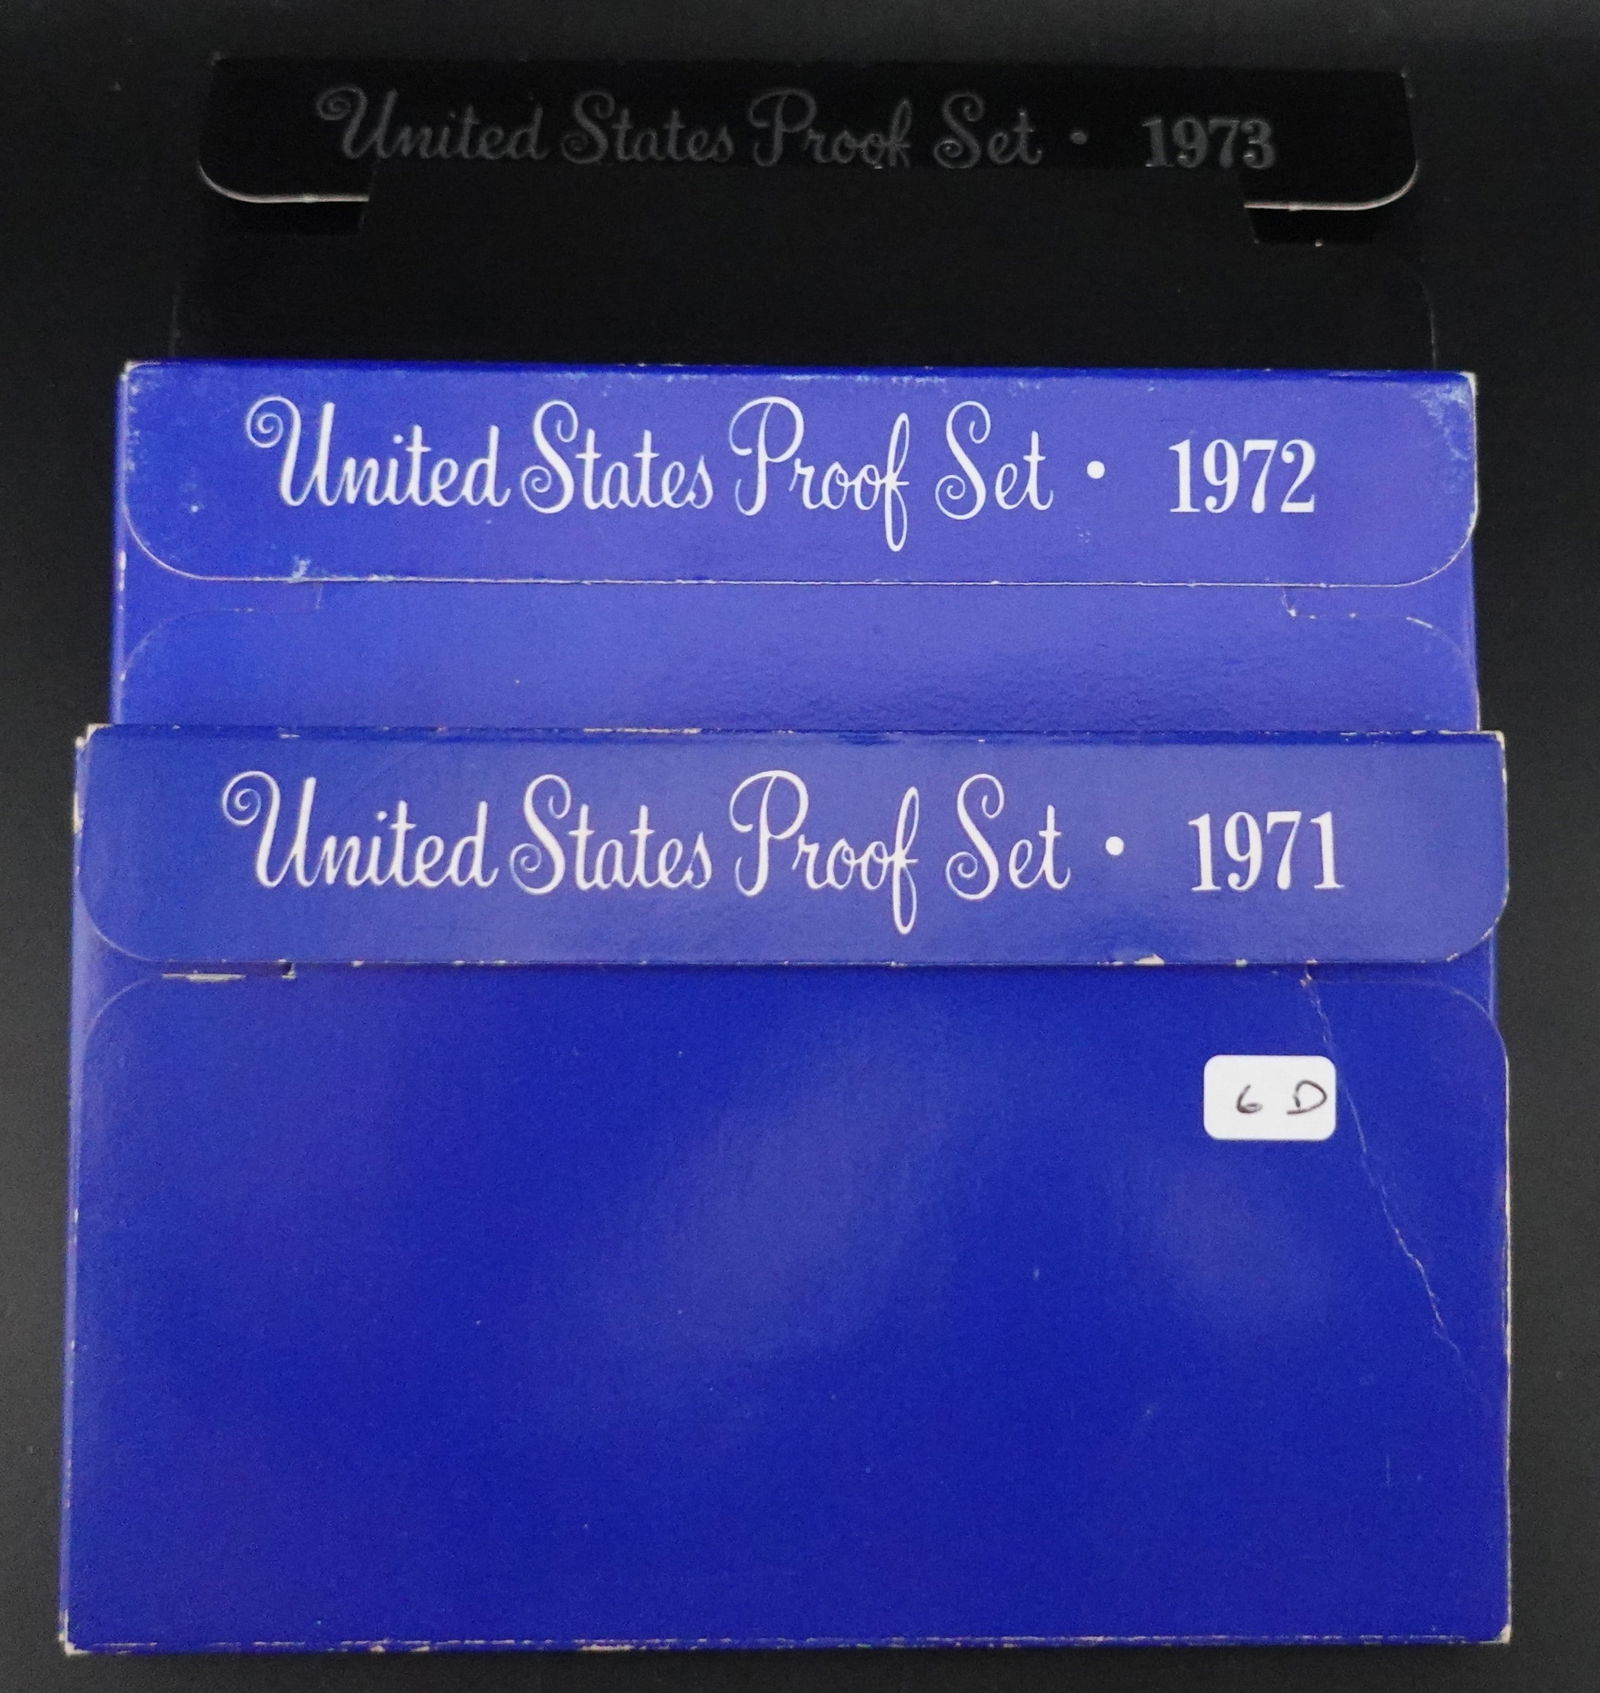 United States Proof Set • 1973
United States Proof Set • 1972
United States Proof Set • 1971
6 D